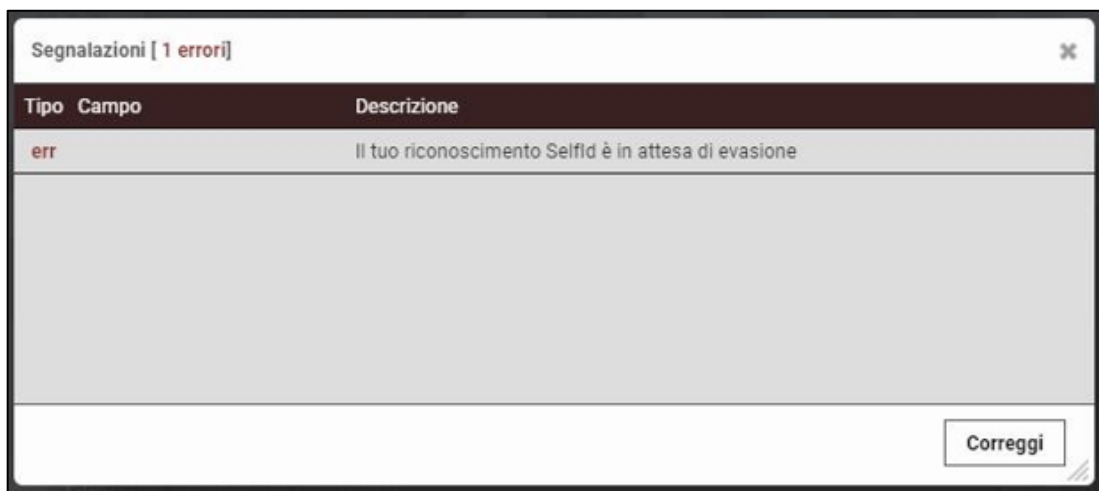 Segnalazioni [ 1 errori]
Tipo Campo Descrizione
err Il tuo riconoscimento SelfId è in attesa di evasione
Correggi